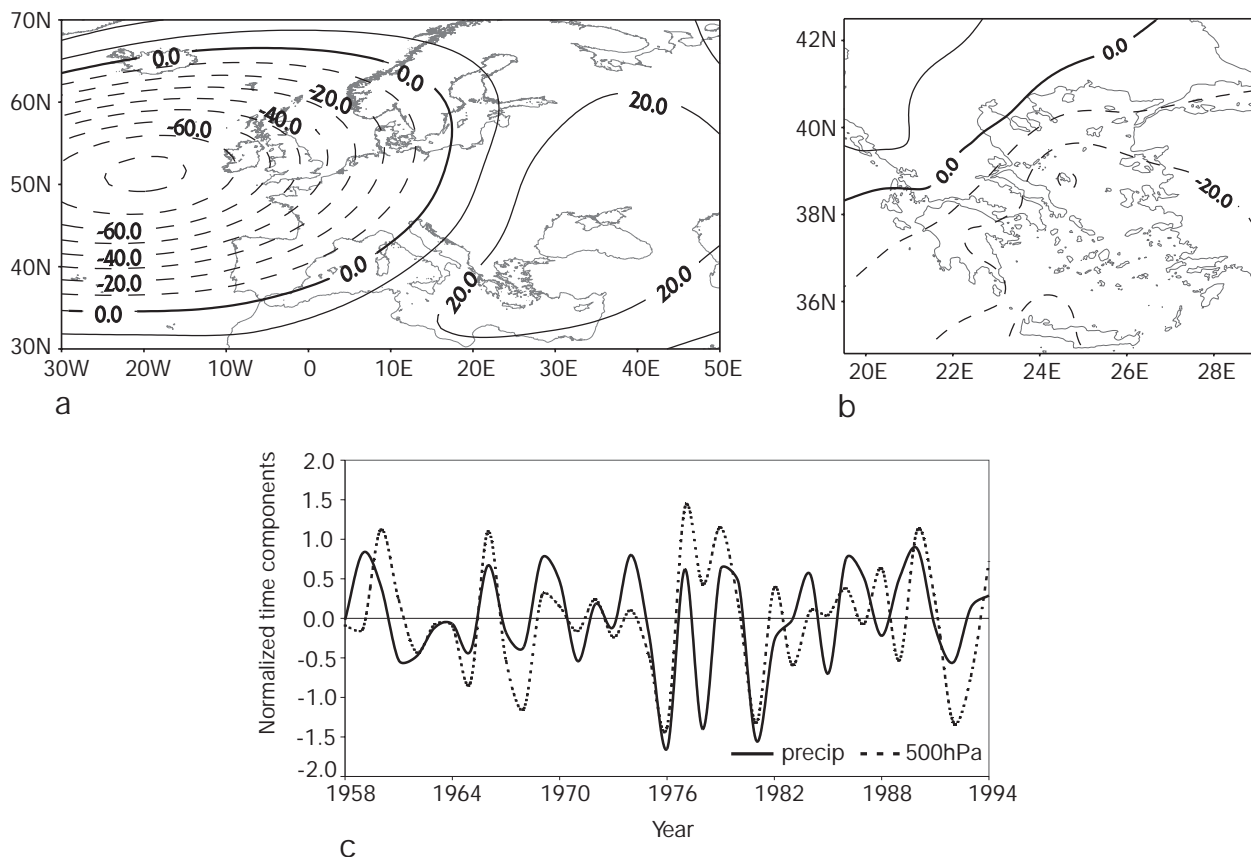 70N
60N
50N
40N
30N
30W 20W 10W 0 10E 20E 30E 40E 50E
0.0
0.0
-20.0
-40.0
-60.0
20.0
-60.0
-40.0
-20.0
0.0
0.0
20.0
20.0
a
42N
40N
38N
36N
20E 22E 24E 26E 28E
0.0
0.0
-20.0
b
Normalized time components
2.0
1.5
1.0
0.5
0.0
-0.5
-1.0
-1.5
-2.0
precip 500hPa
1958 1964 1970 1976 1982 1988 1994
Year
c